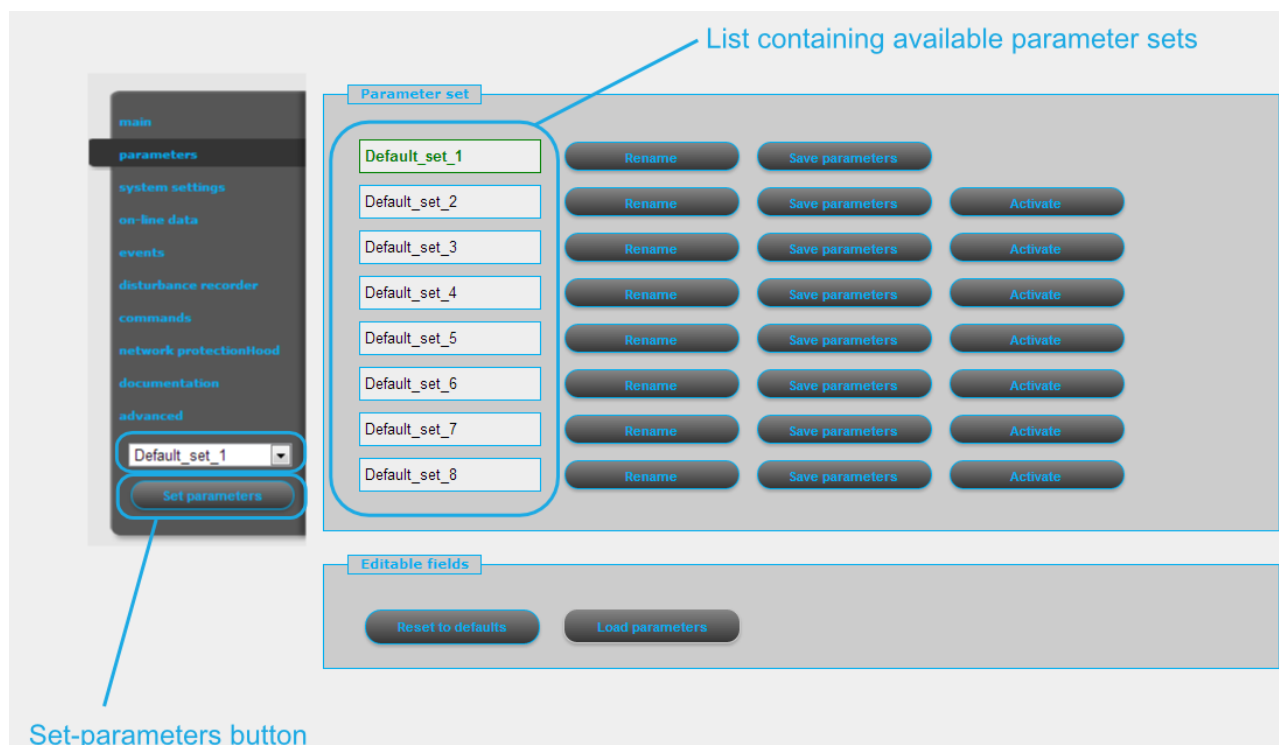 List containing available parameter sets
main
parameters
system settings
on-line data
events
disturbance recorder
commands
network protectionHood
documentation
advanced
Default_set_1
Set parameters
Parameter set
Default_set_1 Rename Save parameters
Default_set_2 Rename Save parameters Activate
Default_set_3 Rename Save parameters Activate
Default_set_4 Rename Save parameters Activate
Default_set_5 Rename Save parameters Activate
Default_set_6 Rename Save parameters Activate
Default_set_7 Rename Save parameters Activate
Default_set_8 Rename Save parameters Activate
Editable fields
Reset to defaults Load parameters
Set-parameters button